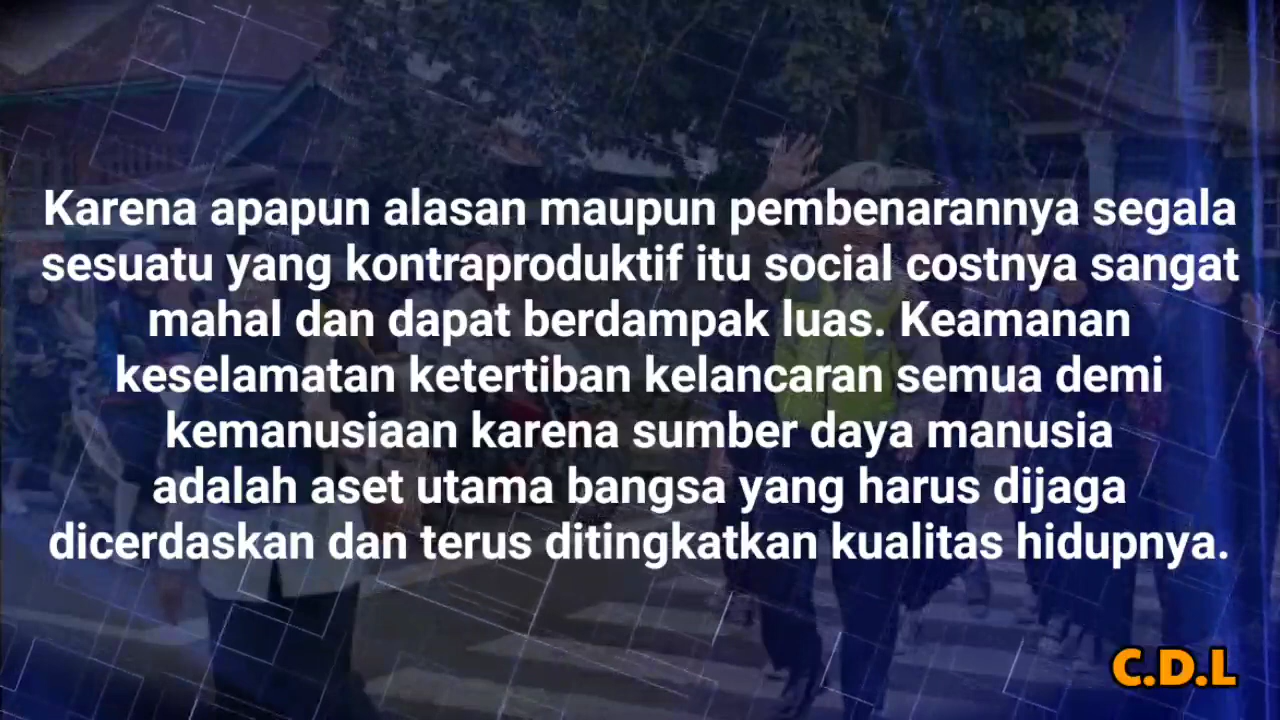 Karena apapun alasan maupun pembenarannya segala
sesuatu yang kontraproduktif itu social costnya sangat
mahal dan dapat berdampak luas. Keamanan
keselamatan ketertiban kelancaran semua demi
kemanusiaan karena sumber daya manusia
adalah aset utama bangsa yang harus dijaga
dicerdaskan dan terus ditingkatkan kualitas hidupnya.
C.D.L